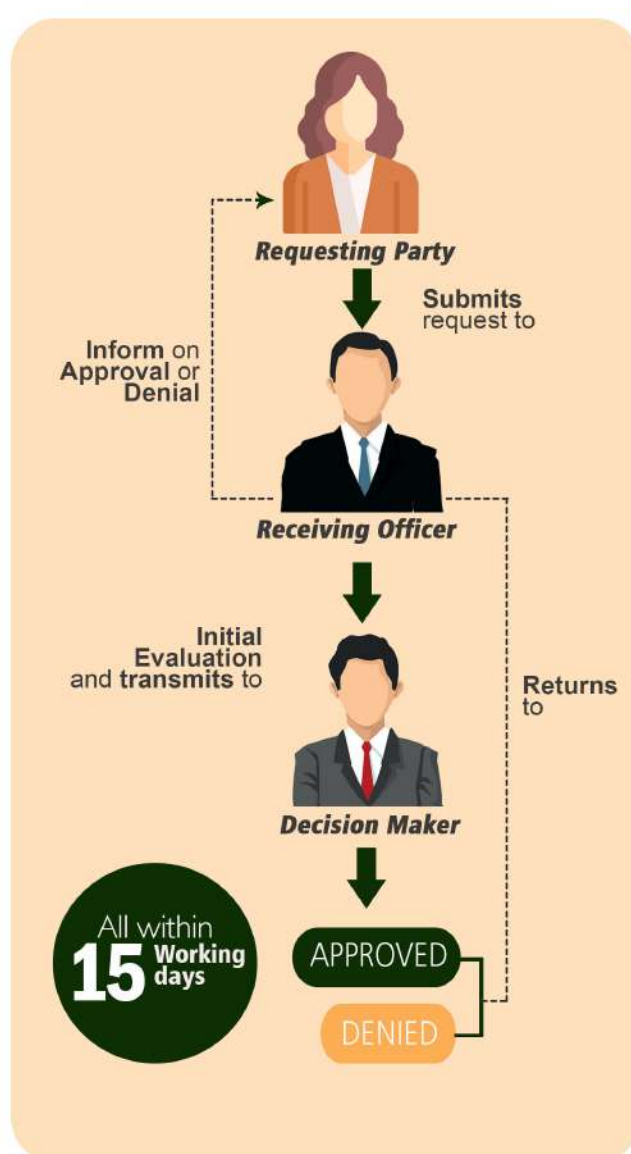 Requesting Party
Submits
request to
Inform on
Approval or
Denial
Receiving Officer
Initial
Evaluation
and transmits to
Returns
to
Decision Maker
All within
15 Working
days
APPROVED
DENIED